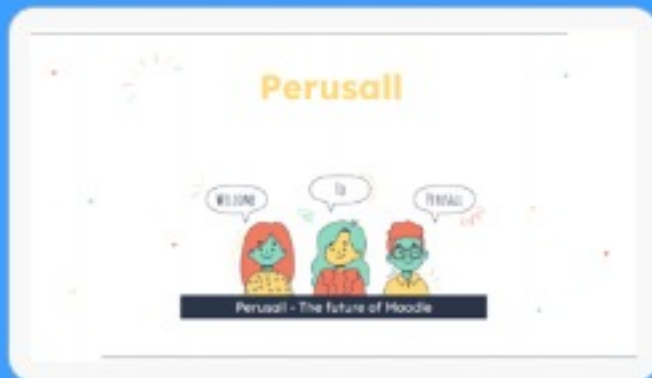 Perusall
WELCOME
To
PERUSALL
Perusall - The future of Moodle